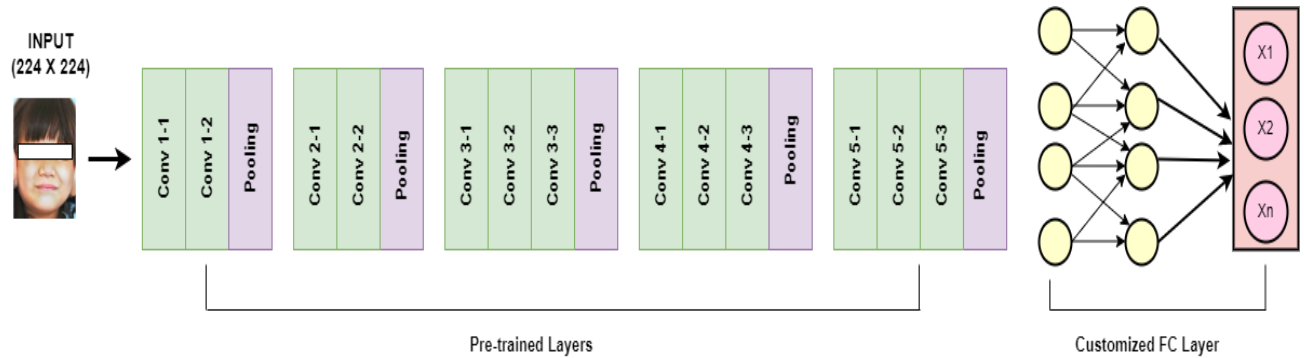 INPUT
(224 X 224)
Conv 1-1
Conv 1-2
Pooling
Conv 2-1
Conv 2-2
Pooling
Conv 3-1
Conv 3-2
Conv 3-3
Pooling
Conv 4-1
Conv 4-2
Conv 4-3
Pooling
Conv 5-1
Conv 5-2
Conv 5-3
Pooling
X1
X2
Xn
Pre-trained Layers
Customized FC Layer